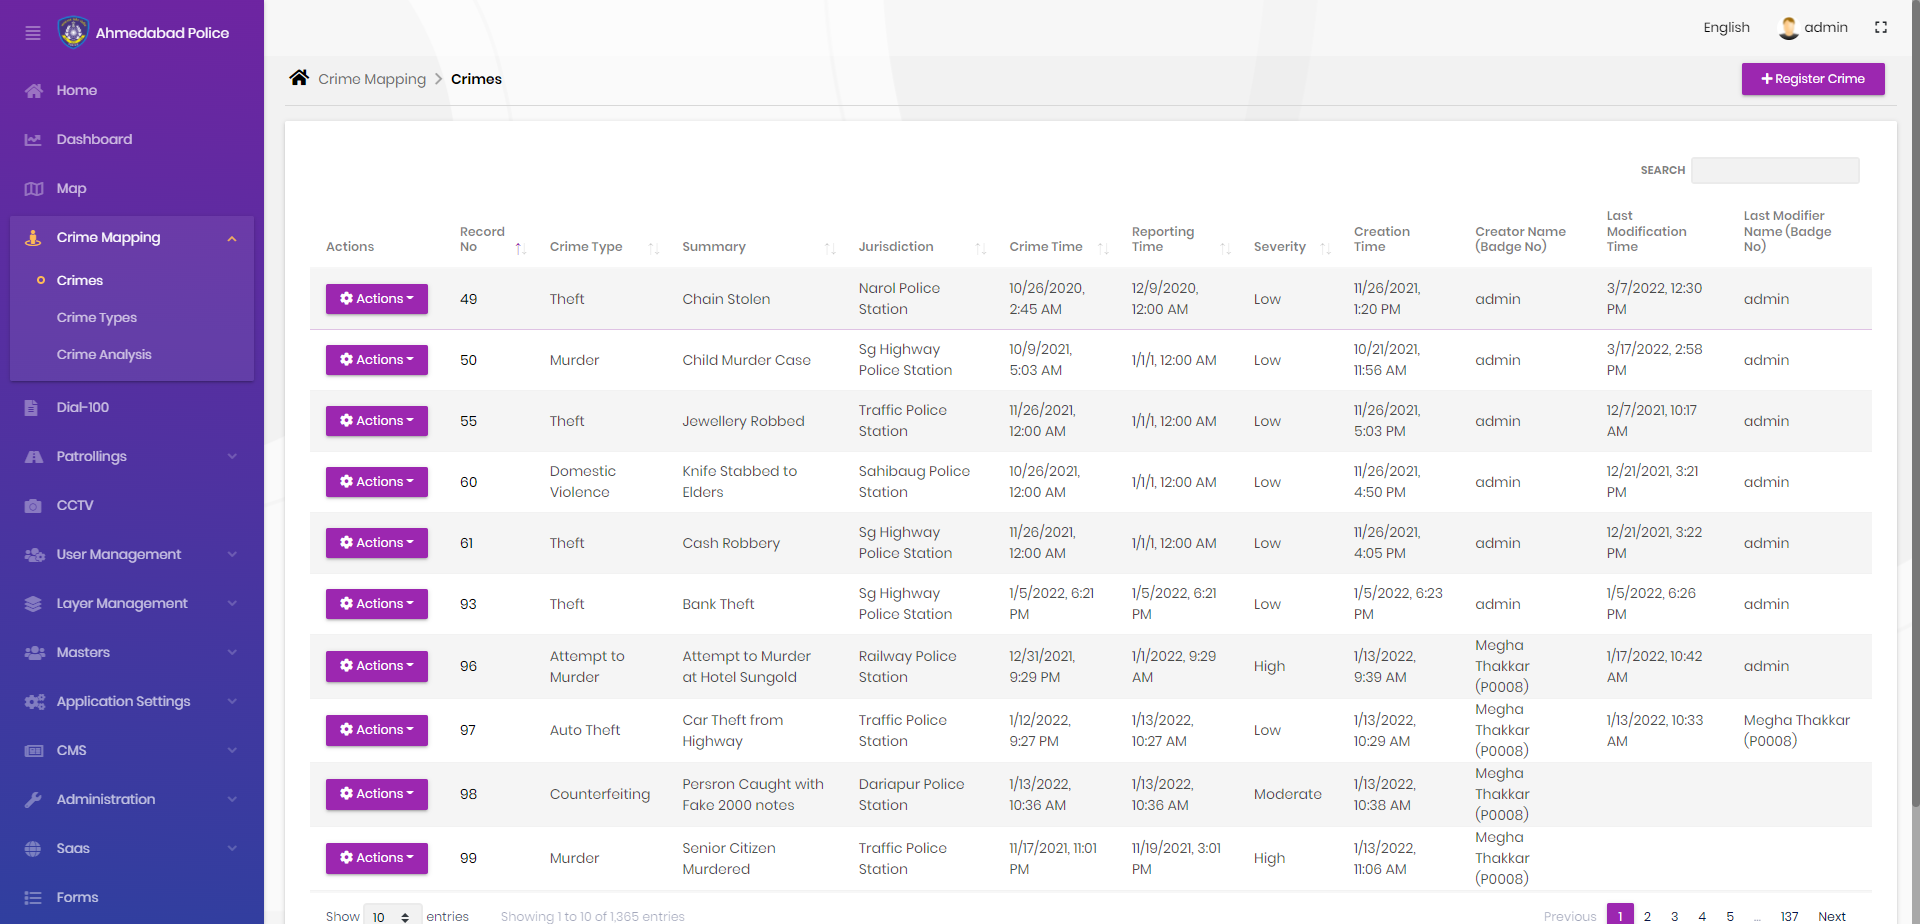 Ahmedabad Police
English
admin
Home
Dashboard
Map
Crime Mapping
Crimes
Crime Types
Crime Analysis
Dial-100
Patrollings
CCTV
User Management
Layer Management
Masters
Application Settings
CMS
Administration
Saas
Forms
Crime Mapping > Crimes
+ Register Crime
SEARCH
Actions
Record
No
Crime Type
Summary
Jurisdiction
Crime Time
Reporting
Time
Severity
Creation
Time
Creator Name
(Badge No)
Last
Modification
Time
Last Modifier
Name (Badge
No)
Actions
49
Theft
Chain Stolen
Narol Police
Station
10/26/2020,
2:45 AM
12/9/2020,
12:00 AM
Low
11/26/2021,
1:20 PM
admin
3/7/2022, 12:30
PM
admin
Actions
50
Murder
Child Murder Case
Sg Highway
Police Station
10/9/2021,
5:03 AM
1/1/1, 12:00 AM
Low
10/21/2021,
11:56 AM
admin
3/17/2022, 2:58
PM
admin
Actions
55
Theft
Jewellery Robbed
Traffic Police
Station
11/26/2021,
12:00 AM
1/1/1, 12:00 AM
Low
11/26/2021,
5:03 PM
admin
12/7/2021, 10:17
AM
admin
Actions
60
Domestic
Violence
Knife Stabbed to
Elders
Sahibaug Police
Station
10/26/2021,
12:00 AM
1/1/1, 12:00 AM
Low
11/26/2021,
4:50 PM
admin
12/21/2021, 3:21
PM
admin
Actions
61
Theft
Cash Robbery
Sg Highway
Police Station
11/26/2021,
12:00 AM
1/1/1, 12:00 AM
Low
11/26/2021,
4:05 PM
admin
12/21/2021, 3:22
PM
admin
Actions
93
Theft
Bank Theft
Sg Highway
Police Station
1/5/2022, 6:21
PM
1/5/2022, 6:21
PM
Low
1/5/2022, 6:23
PM
admin
1/5/2022, 6:26
PM
admin
Actions
96
Attempt to
Murder
Attempt to Murder
at Hotel Sungold
Railway Police
Station
12/31/2021,
9:29 PM
1/1/2022, 9:29
AM
High
1/13/2022,
9:39 AM
Megha
Thakkar
(P0008)
1/17/2022, 10:42
AM
admin
Actions
97
Auto Theft
Car Theft from
Highway
Traffic Police
Station
1/12/2022,
9:27 PM
1/13/2022,
10:27 AM
Low
1/13/2022,
10:29 AM
Megha
Thakkar
(P0008)
1/13/2022, 10:33
AM
Megha Thakkar
(P0008)
Actions
98
Counterfeiting
Persron Caught with
Fake 2000 notes
Dariapur Police
Station
1/13/2022,
10:36 AM
1/13/2022,
10:36 AM
Moderate
1/13/2022,
10:38 AM
Megha
Thakkar
(P0008)
Actions
99
Murder
Senior Citizen
Murdered
Traffic Police
Station
11/17/2021, 11:01
PM
11/19/2021, 3:01
PM
High
1/13/2022,
11:06 AM
Megha
Thakkar
(P0008)
Show 10 entries
Showing 1 to 10 of 1,365 entries
Previous 1 2 3 4 5 ... 137 Next